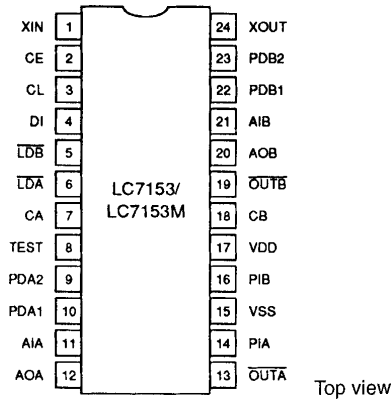 XIN 1 24 XOUT
CE 2 23 PDB2
CL 3 22 PDB1
DI 4 21 AIB
LDB 5 20 AOB
LDA 6 19 OUTB
LC7153/
CA 7 18 CB
LC7153M
TEST 8 17 VDD
PDA2 9 16 PIB
PDA1 10 15 VSS
AIA 11 14 PIA
AOA 12 13 OUTA
Top view